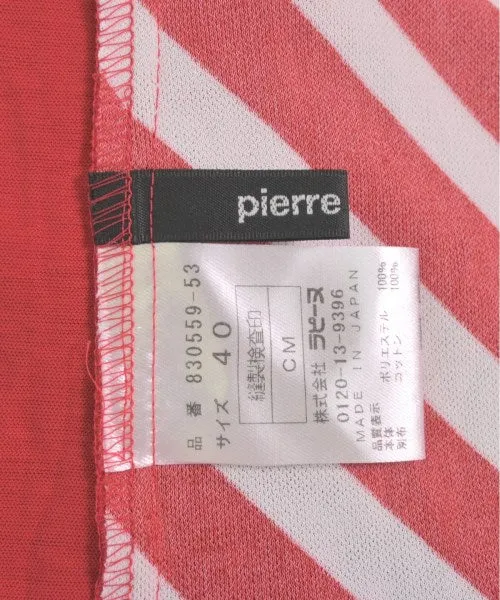 pierre
品 番 830559-53
サイズ 40
縫製検査印
CM
株式会社 ラピーヌ
0120-13-9396
MADE IN JAPAN
品質表示
本体 ポリエステル 100%
別布 コットン 100%